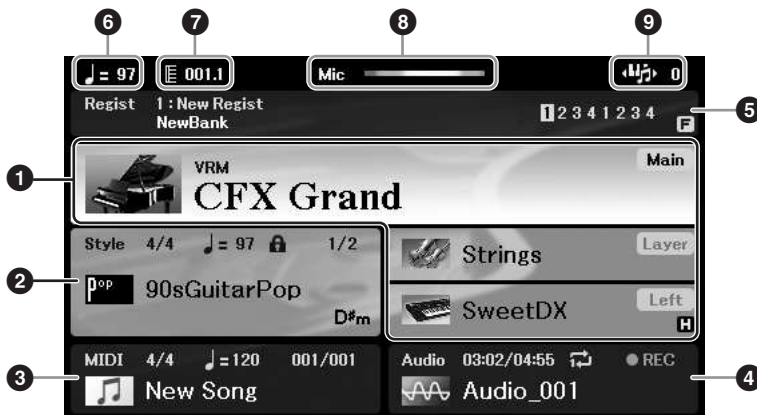 6 7 8 9
♩= 97 001.1 Mic 0
Regist 1 : New Regist 1 2 3 4 1 2 3 4 5
NewBank F
1 VRM Main
CFX Grand
Style 4/4 ♩= 97 1/2 Strings Layer
2 Pop 90sGuitarPop SweetDX Left
D#m H
MIDI 4/4 ♩=120 001/001 Audio 03:02/04:55 ●REC
3 New Song Audio_001 4